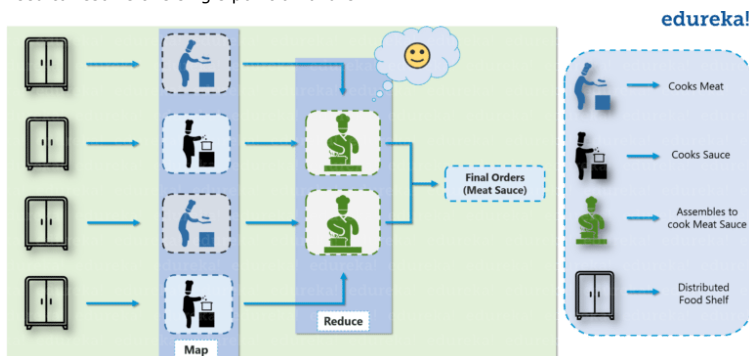 edureka!
Cooks Meat
Cooks Sauce
Final Orders
(Meat Sauce)
Assembles to
cook Meat Sauce
edureka!
Distributed
Food Shelf
Reduce
Map